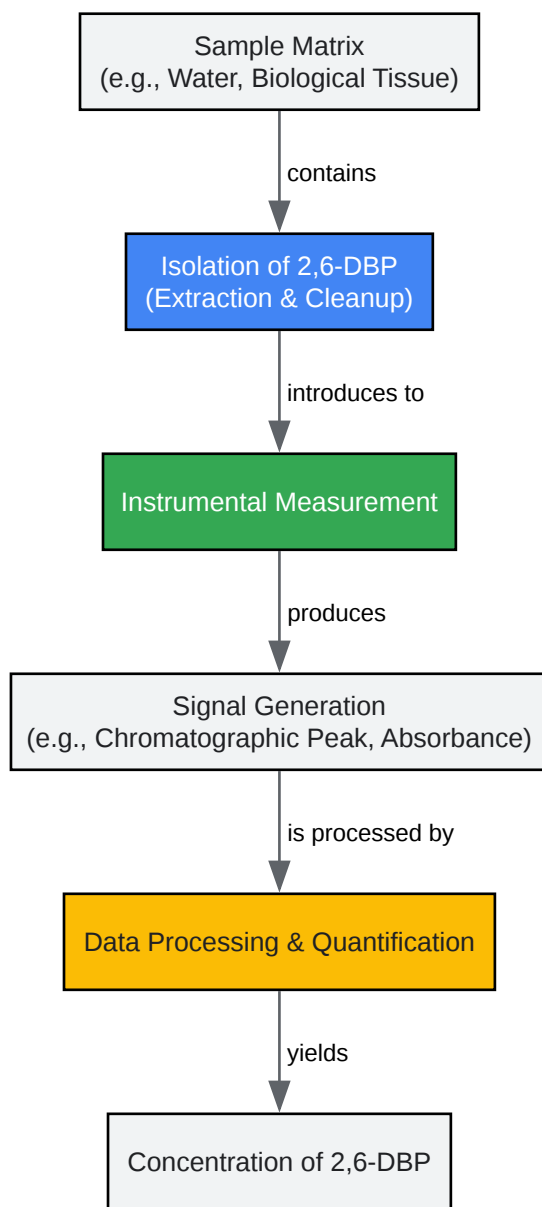 Sample Matrix
(e.g., Water, Biological Tissue)
contains
Isolation of 2,6-DBP
(Extraction & Cleanup)
introduces to
Instrumental Measurement
produces
Signal Generation
(e.g., Chromatographic Peak, Absorbance)
is processed by
Data Processing & Quantification
yields
Concentration of 2,6-DBP